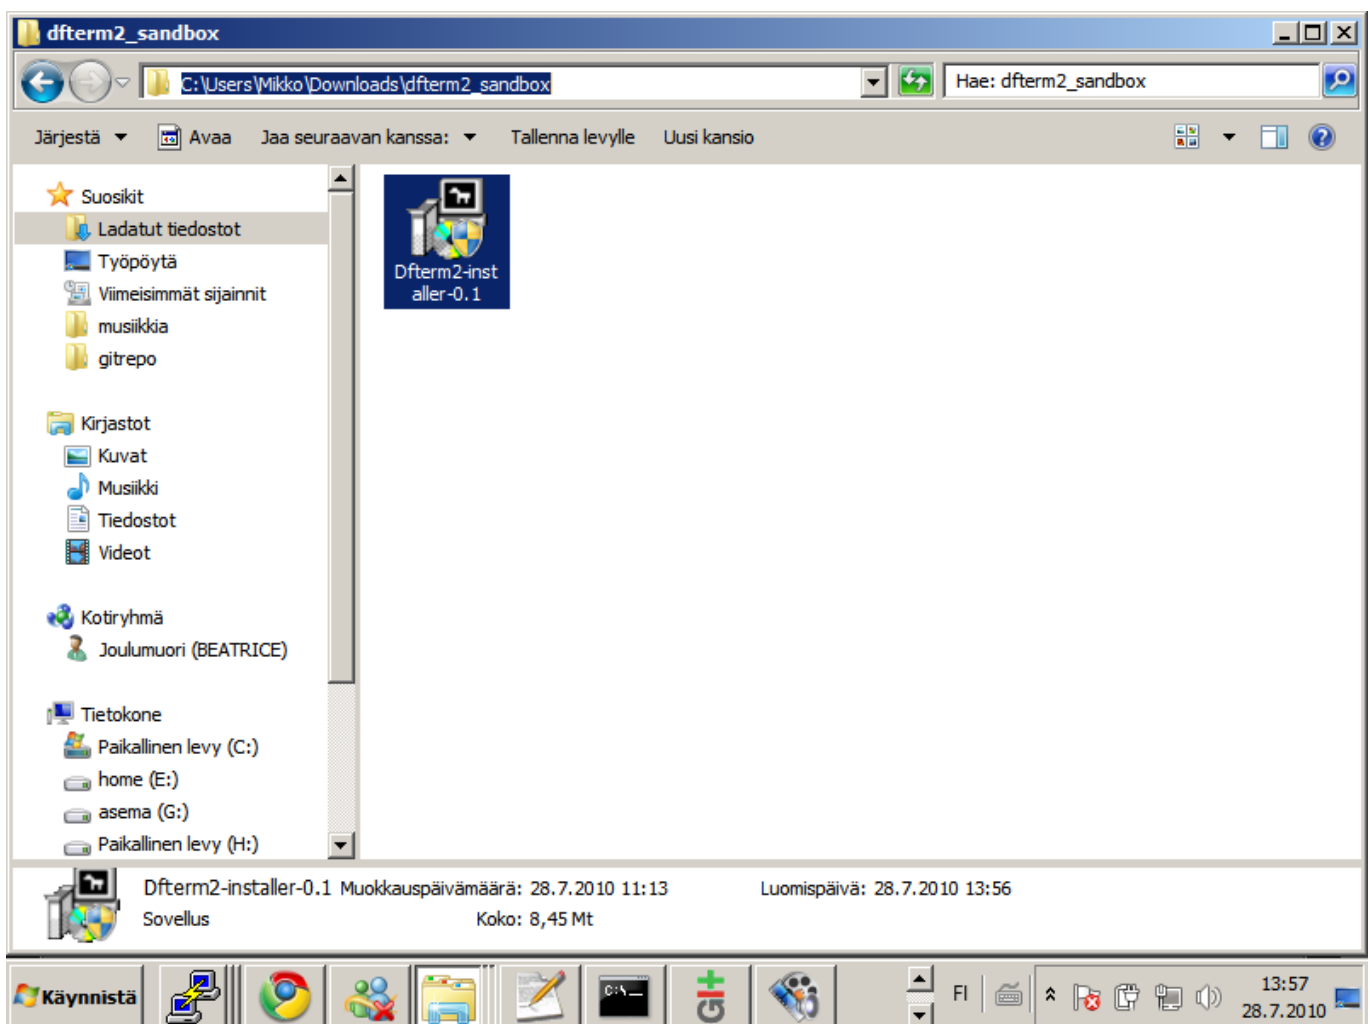 dfterm2_sandbox
C:\Users\Mikko\Downloads\dfterm2_sandbox
Hae: dfterm2_sandbox
Järjestä Avaa Jaa seuraavan kanssa: Tallenna levylle Uusi kansio
Suosikit
Ladatut tiedostot
Työpöytä
Viimeisimmät sijainnit
musiikkia
gitrepo
Kirjastot
Kuvat
Musiikki
Tiedostot
Videot
Kotiryhmä
Joulumuori (BEATRICE)
Tietokone
Paikallinen levy (C:)
home (E:)
asema (G:)
Paikallinen levy (H:)
Dfterm2-inst
aller-0.1
Dfterm2-installer-0.1 Muokkauspäivämäärä: 28.7.2010 11:13 Luomispäivä: 28.7.2010 13:56
Sovellus Koko: 8,45 Mt
Käynnistä
C:\_
Git
FI
13:57
28.7.2010